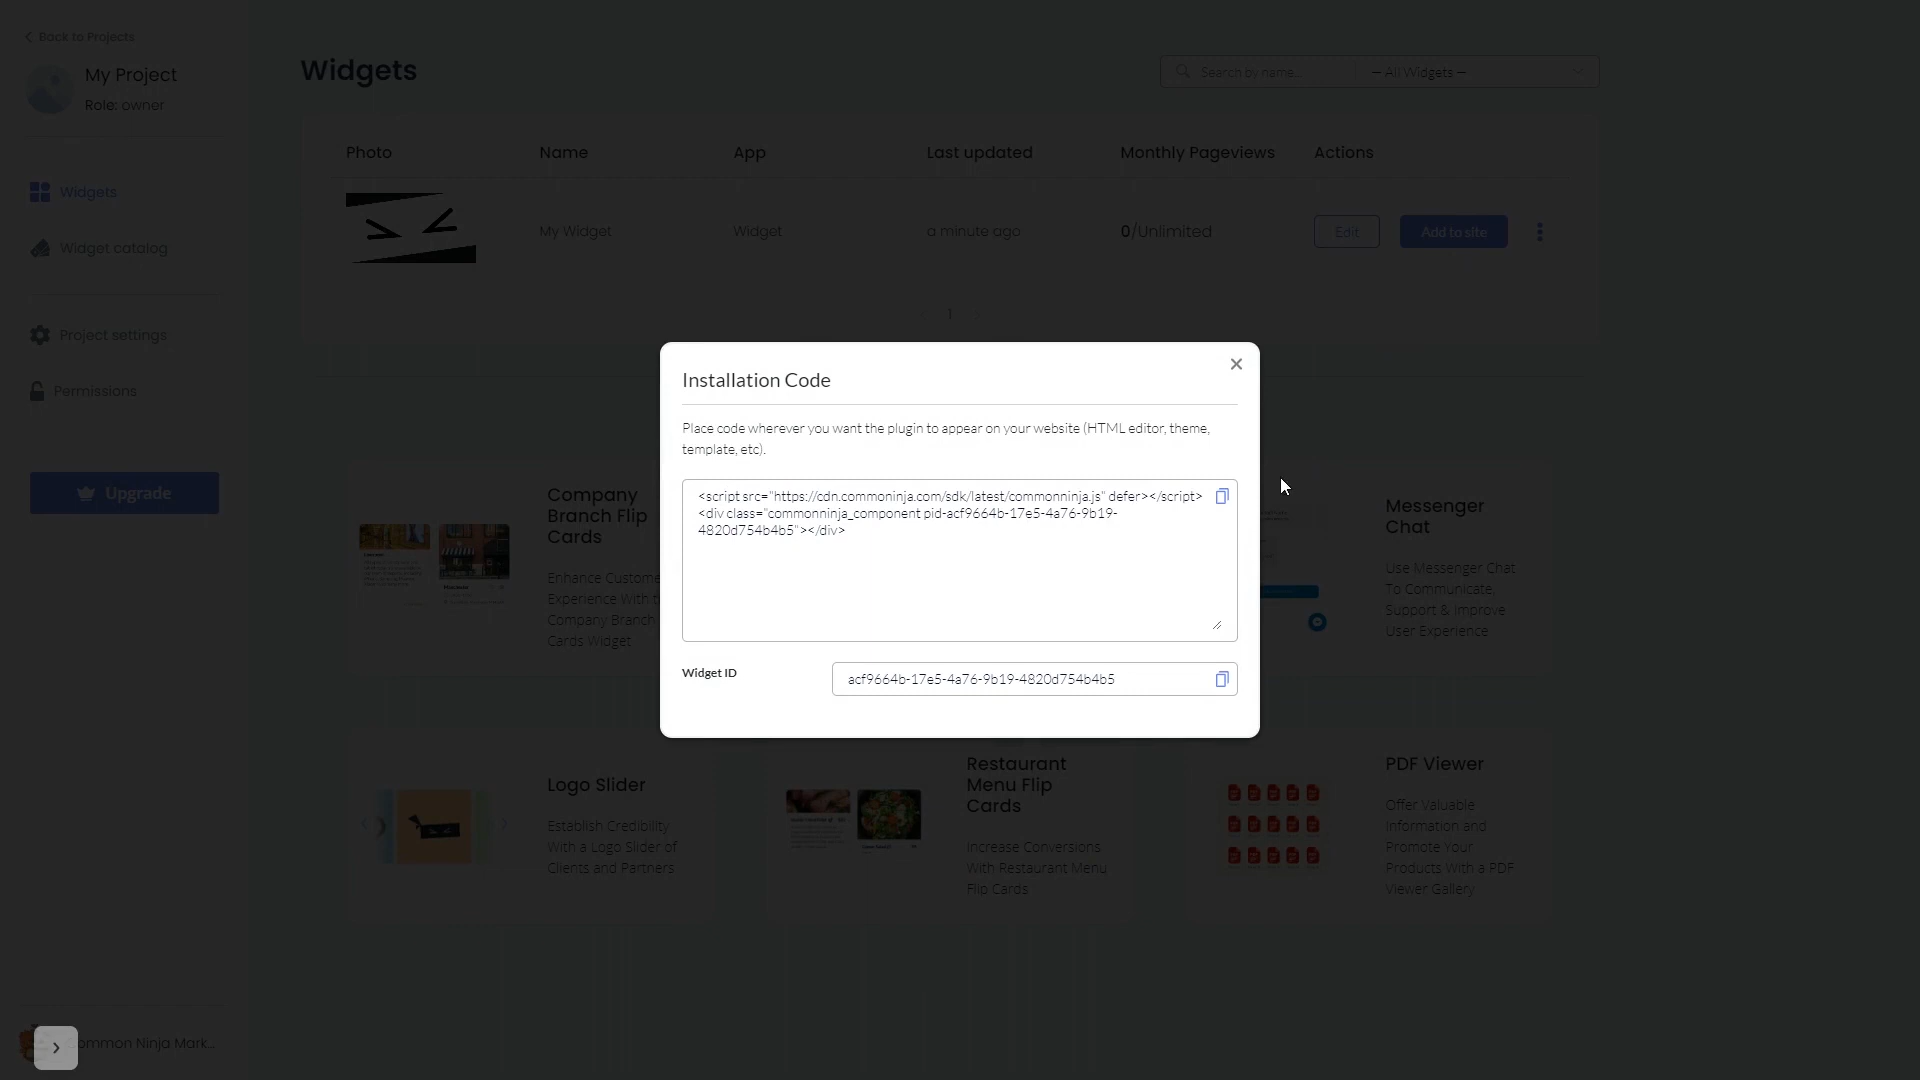 Back to Projects
My Project
Role: owner
Widgets
Widget catalog
Project settings
Permissions
Upgrade
Widgets
Search by name...
— All Widgets —
Photo
Name
App
Last updated
Monthly Pageviews
Actions
My Widget
Widget
a minute ago
0/Unlimited
Edit
Add to site
1
Installation Code
Place code wherever you want the plugin to appear on your website (HTML editor, theme,
template, etc).
<script src="https://cdn.commoninja.com/sdk/latest/commonninja.js" defer></script>
<div class="commonninja_component pid-acf9664b-17e5-4a76-9b19-
4820d754b4b5"></div>
Widget ID
acf9664b-17e5-4a76-9b19-4820d754b4b5
Company
Branch Flip
Cards
Enhance Custome
Experience With
Company Branch
Cards Widget
Messenger
Chat
Use Messenger Chat
To Communicate,
Support & Improve
User Experience
Logo Slider
Establish Credibility
With a Logo Slider of
Clients and Partners
Restaurant
Menu Flip
Cards
Increase Conversions
With Restaurant Menu
Flip Cards
PDF Viewer
Offer Valuable
Information and
Promote Your
Products With a PDF
Viewer Gallery
ommon Ninja Mark...